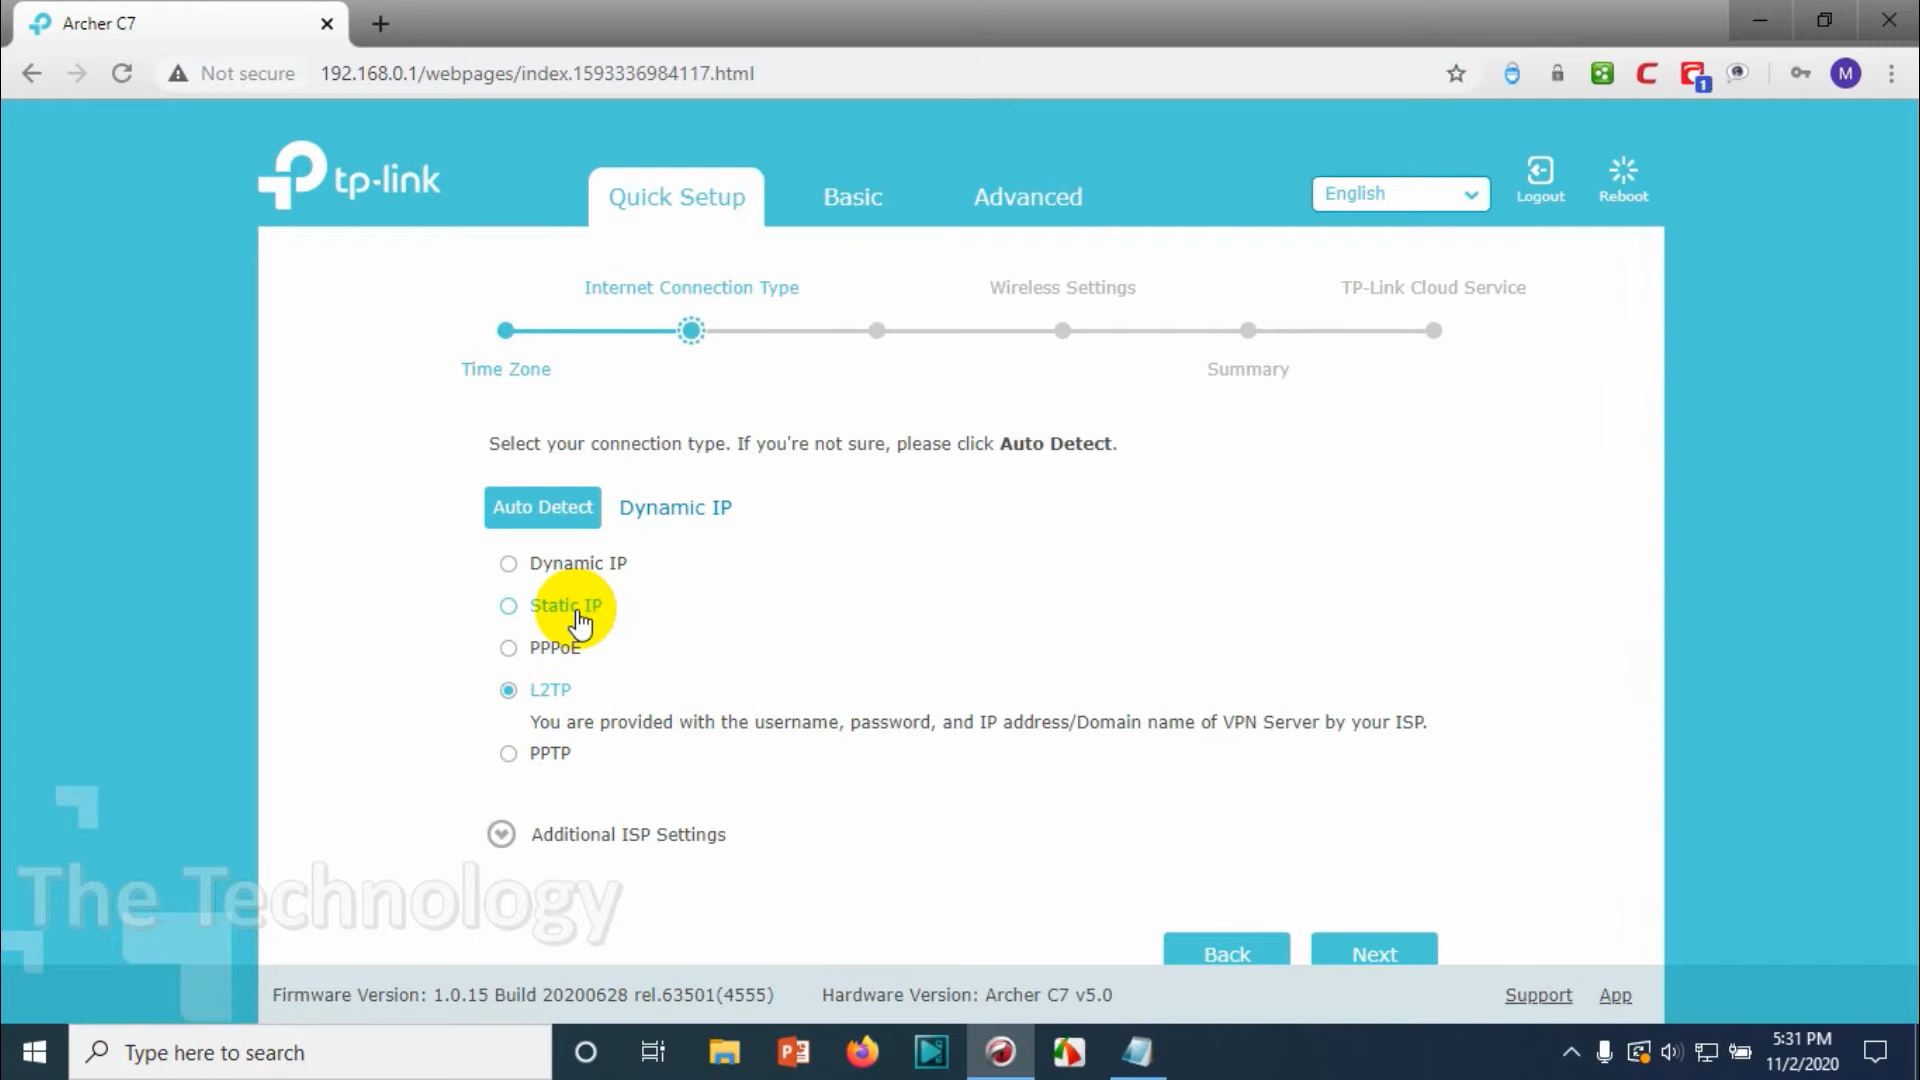 Archer C7
Not secure 192.168.0.1/webpages/index.1593336984117.html
M
1
tp-link
Quick Setup Basic Advanced
English
Logout Reboot
Internet Connection Type Wireless Settings TP-Link Cloud Service
Time Zone Summary
Select your connection type. If you're not sure, please click Auto Detect.
Auto Detect Dynamic IP
Dynamic IP
Static IP
PPPoE
L2TP
You are provided with the username, password, and IP address/Domain name of VPN Server by your ISP.
PPTP
Additional ISP Settings
The Technology
Back Next
Firmware Version: 1.0.15 Build 20200628 rel.63501(4555) Hardware Version: Archer C7 v5.0 Support App
Type here to search
5:31 PM
11/2/2020